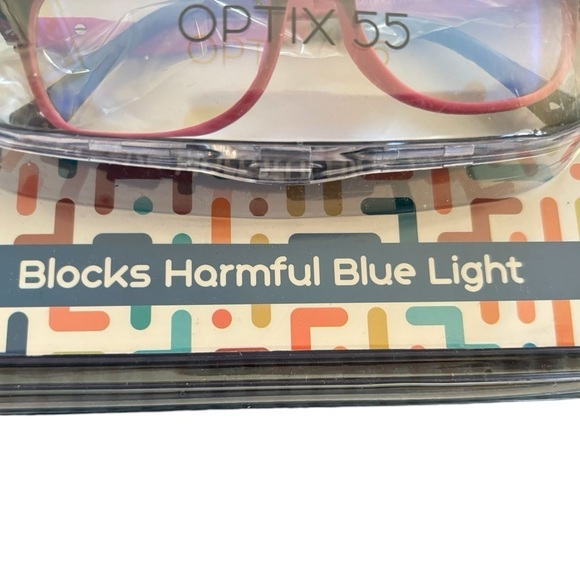 OPTIX 55
Blocks Harmful Blue Light